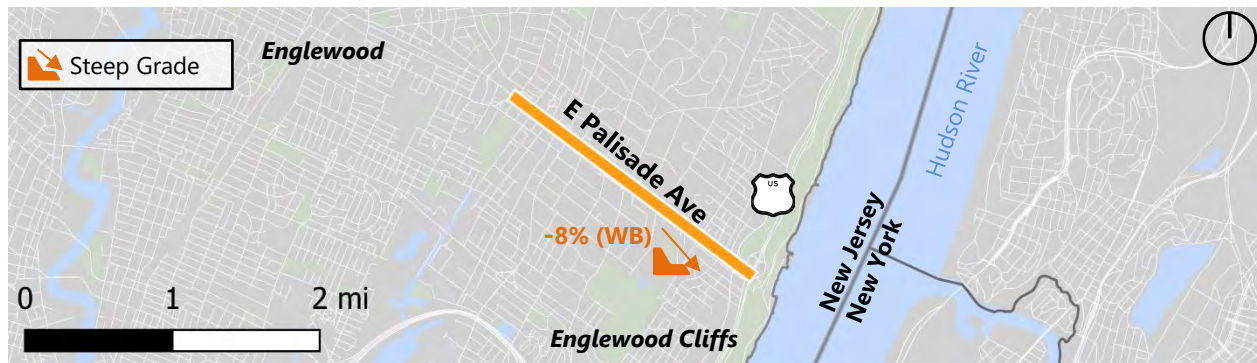 Steep Grade
Englewood
E Palisade Ave
US
Hudson River
-8% (WB)
New Jersey
New York
0 1 2 mi
Englewood Cliffs